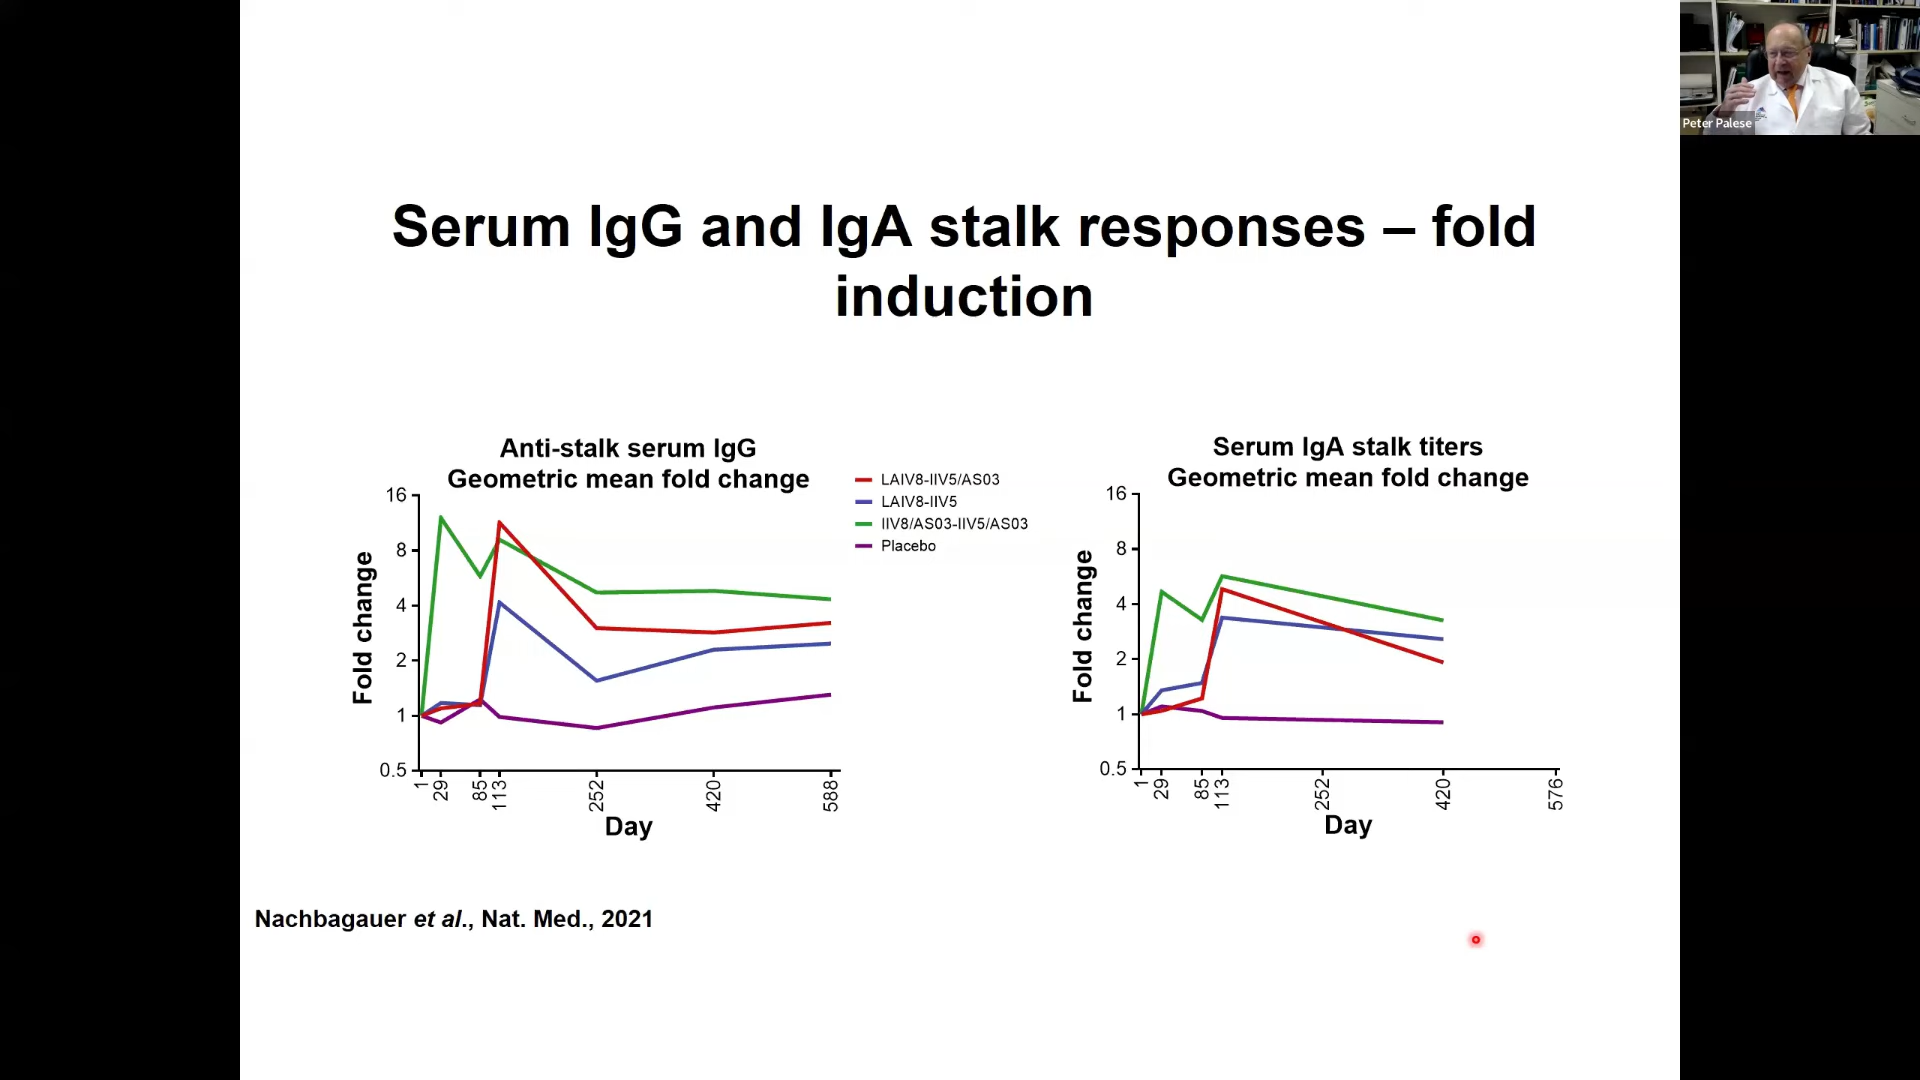 Peter Palese
Serum IgG and IgA stalk responses – fold
induction
Anti-stalk serum IgG
Geometric mean fold change
16
8
4
2
1
0.5
Fold change
1
29
85
113
252
420
588
Day
LAIV8-IIV5/AS03
LAIV8-IIV5
IIV8/AS03-IIV5/AS03
Placebo
Serum IgA stalk titers
Geometric mean fold change
16
8
4
2
1
0.5
Fold change
1
29
85
113
252
420
576
Day
Nachbagauer et al., Nat. Med., 2021